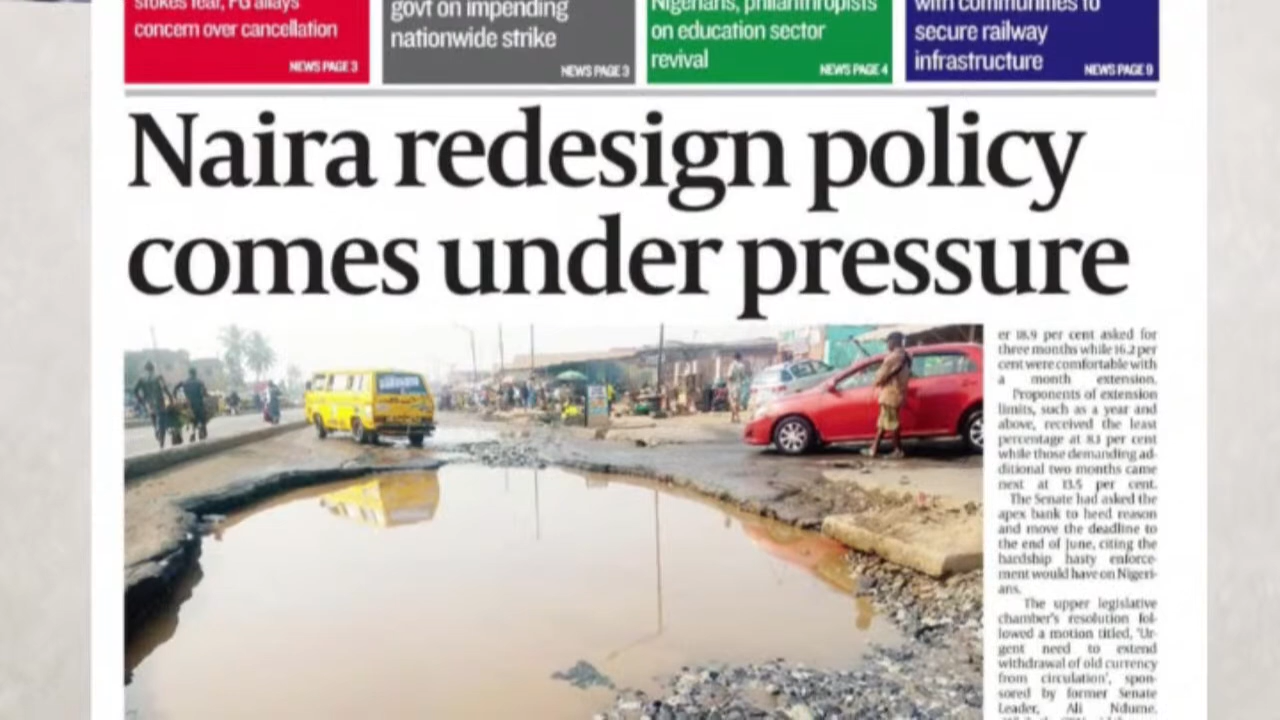 stokes fear, FG allays
concern over cancellation
NEWS PAGE 3
govt on impending
nationwide strike
NEWS PAGE 3
Nigerians, philanthropists
on education sector
revival
NEWS PAGE 4
with communities to
secure railway
infrastructure
NEWS PAGE 9
Naira redesign policy
comes under pressure
er 18.9 per cent asked for
three months while 16.2 per
cent were comfortable with
a month extension.
Proponents of extension
limits, such as a year and
above, received the least
percentage at 8.1 per cent
while those demanding ad-
ditional two months came
next at 13.5 per cent.
The Senate had asked the
apex bank to heed reason
and move the deadline to
the end of June, citing the
hardship hasty enforce-
ment would have on Nigeri-
ans.
The upper legislative
chamber's resolution fol-
lowed a motion titled, 'Ur-
gent need to extend
withdrawal of old currency
from circulation', spon-
sored by former Senate
Leader, Ali Ndume.